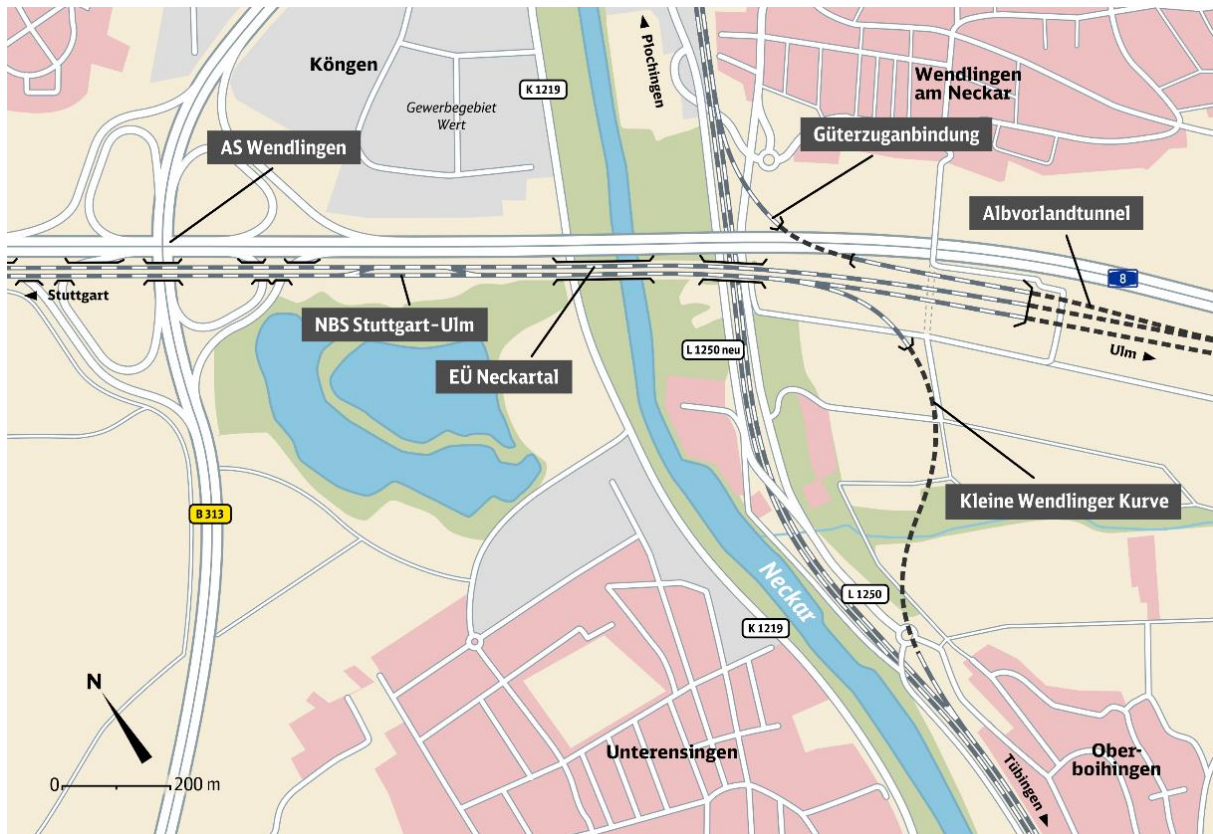 Plochingen
Köngen
K 1219
Wendlingen
am Neckar
Gewerbegebiet
Wert
AS Wendlingen
Güterzuganbindung
Albvorlandtunnel
8
Stuttgart
NBS Stuttgart-Ulm
L 1250 neu
Ulm
EÜ Neckartal
Kleine Wendlinger Kurve
B 313
Neckar
L 1250
K 1219
N
Unterensingen
Ober-
boihingen
0 200 m
Tübingen